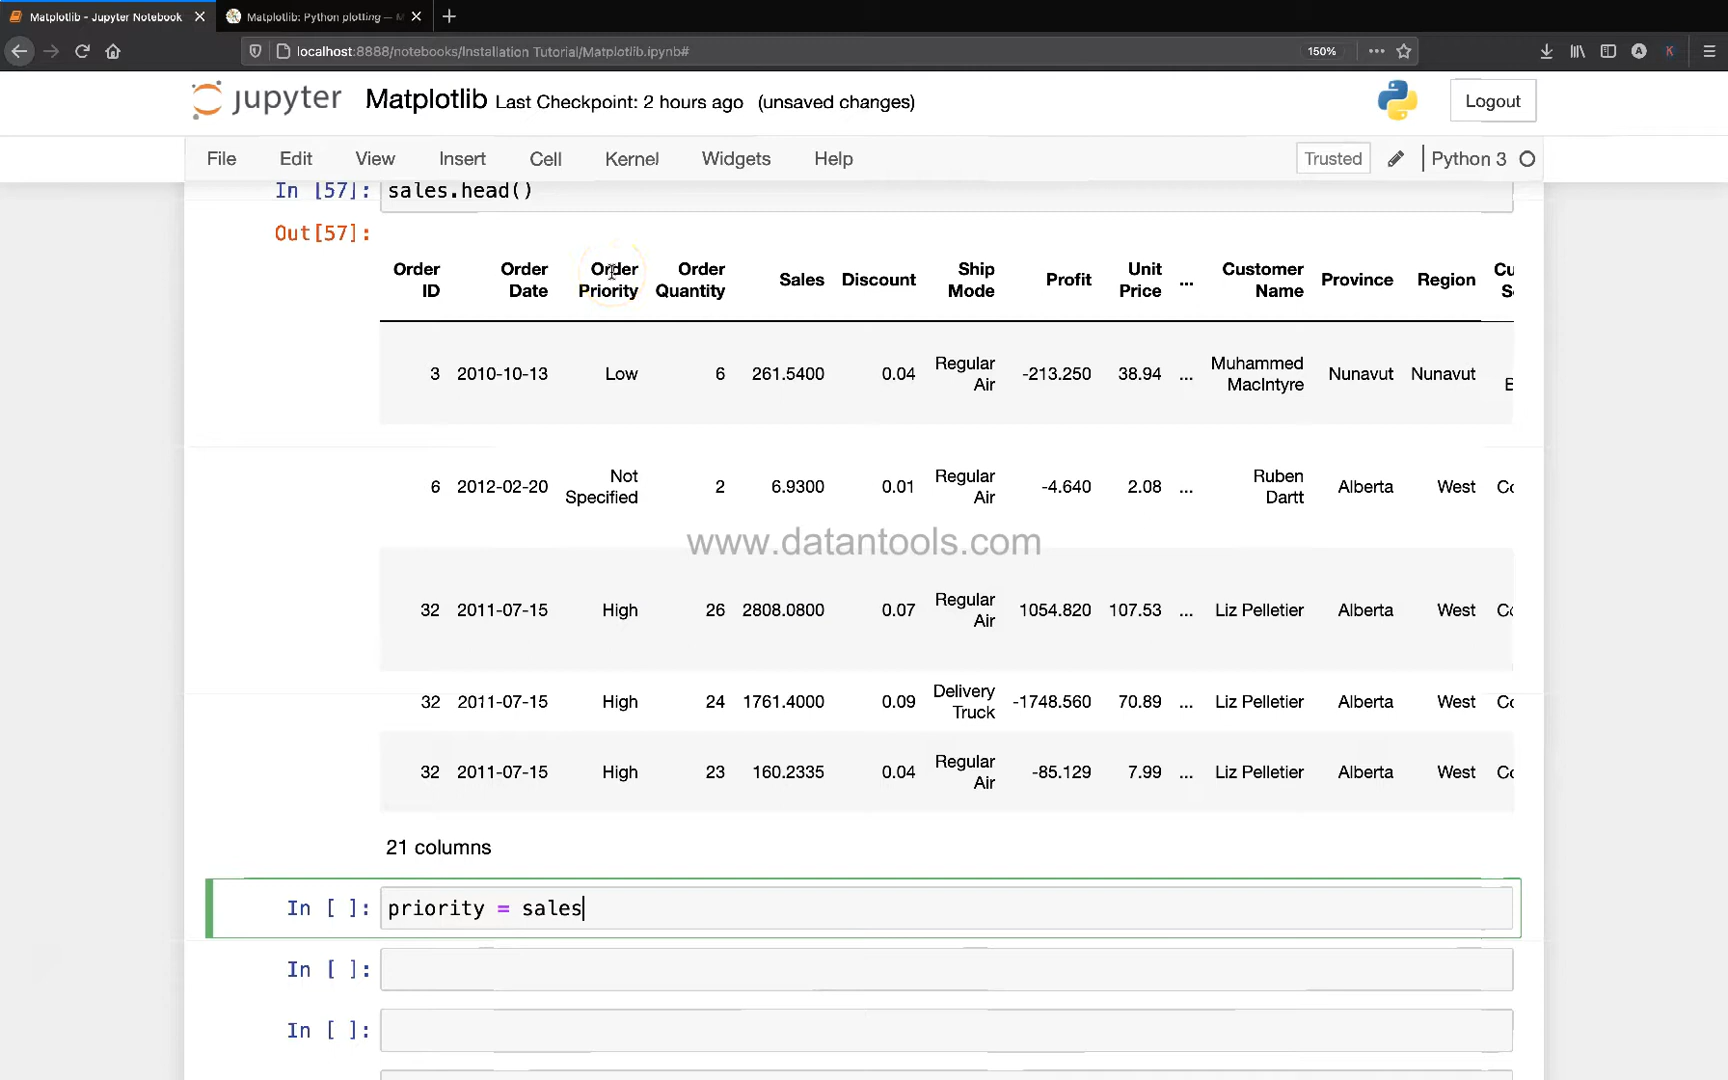 Matplotlib - Jupyter Notebook
Matplotlib: Python plotting — M
localhost:8888/notebooks/Installation Tutorial/Matplotlib.ipynb#
150%
jupyter Matplotlib Last Checkpoint: 2 hours ago (unsaved changes)
Logout
File Edit View Insert Cell Kernel Widgets Help
Trusted
Python 3
In [57]: sales.head()
Out[57]:
Order ID Order Date Order Priority Order Quantity Sales Discount Ship Mode Profit Unit Price ... Customer Name Province Region
3 2010-10-13 Low 6 261.5400 0.04 Regular Air -213.250 38.94 ... Muhammed MacIntyre Nunavut Nunavut
6 2012-02-20 Not Specified 2 6.9300 0.01 Regular Air -4.640 2.08 ... Ruben Dartt Alberta West
www.datantools.com
32 2011-07-15 High 26 2808.0800 0.07 Regular Air 1054.820 107.53 ... Liz Pelletier Alberta West
32 2011-07-15 High 24 1761.4000 0.09 Delivery Truck -1748.560 70.89 ... Liz Pelletier Alberta West
32 2011-07-15 High 23 160.2335 0.04 Regular Air -85.129 7.99 ... Liz Pelletier Alberta West
21 columns
In [ ]: priority = sales
In [ ]:
In [ ]: